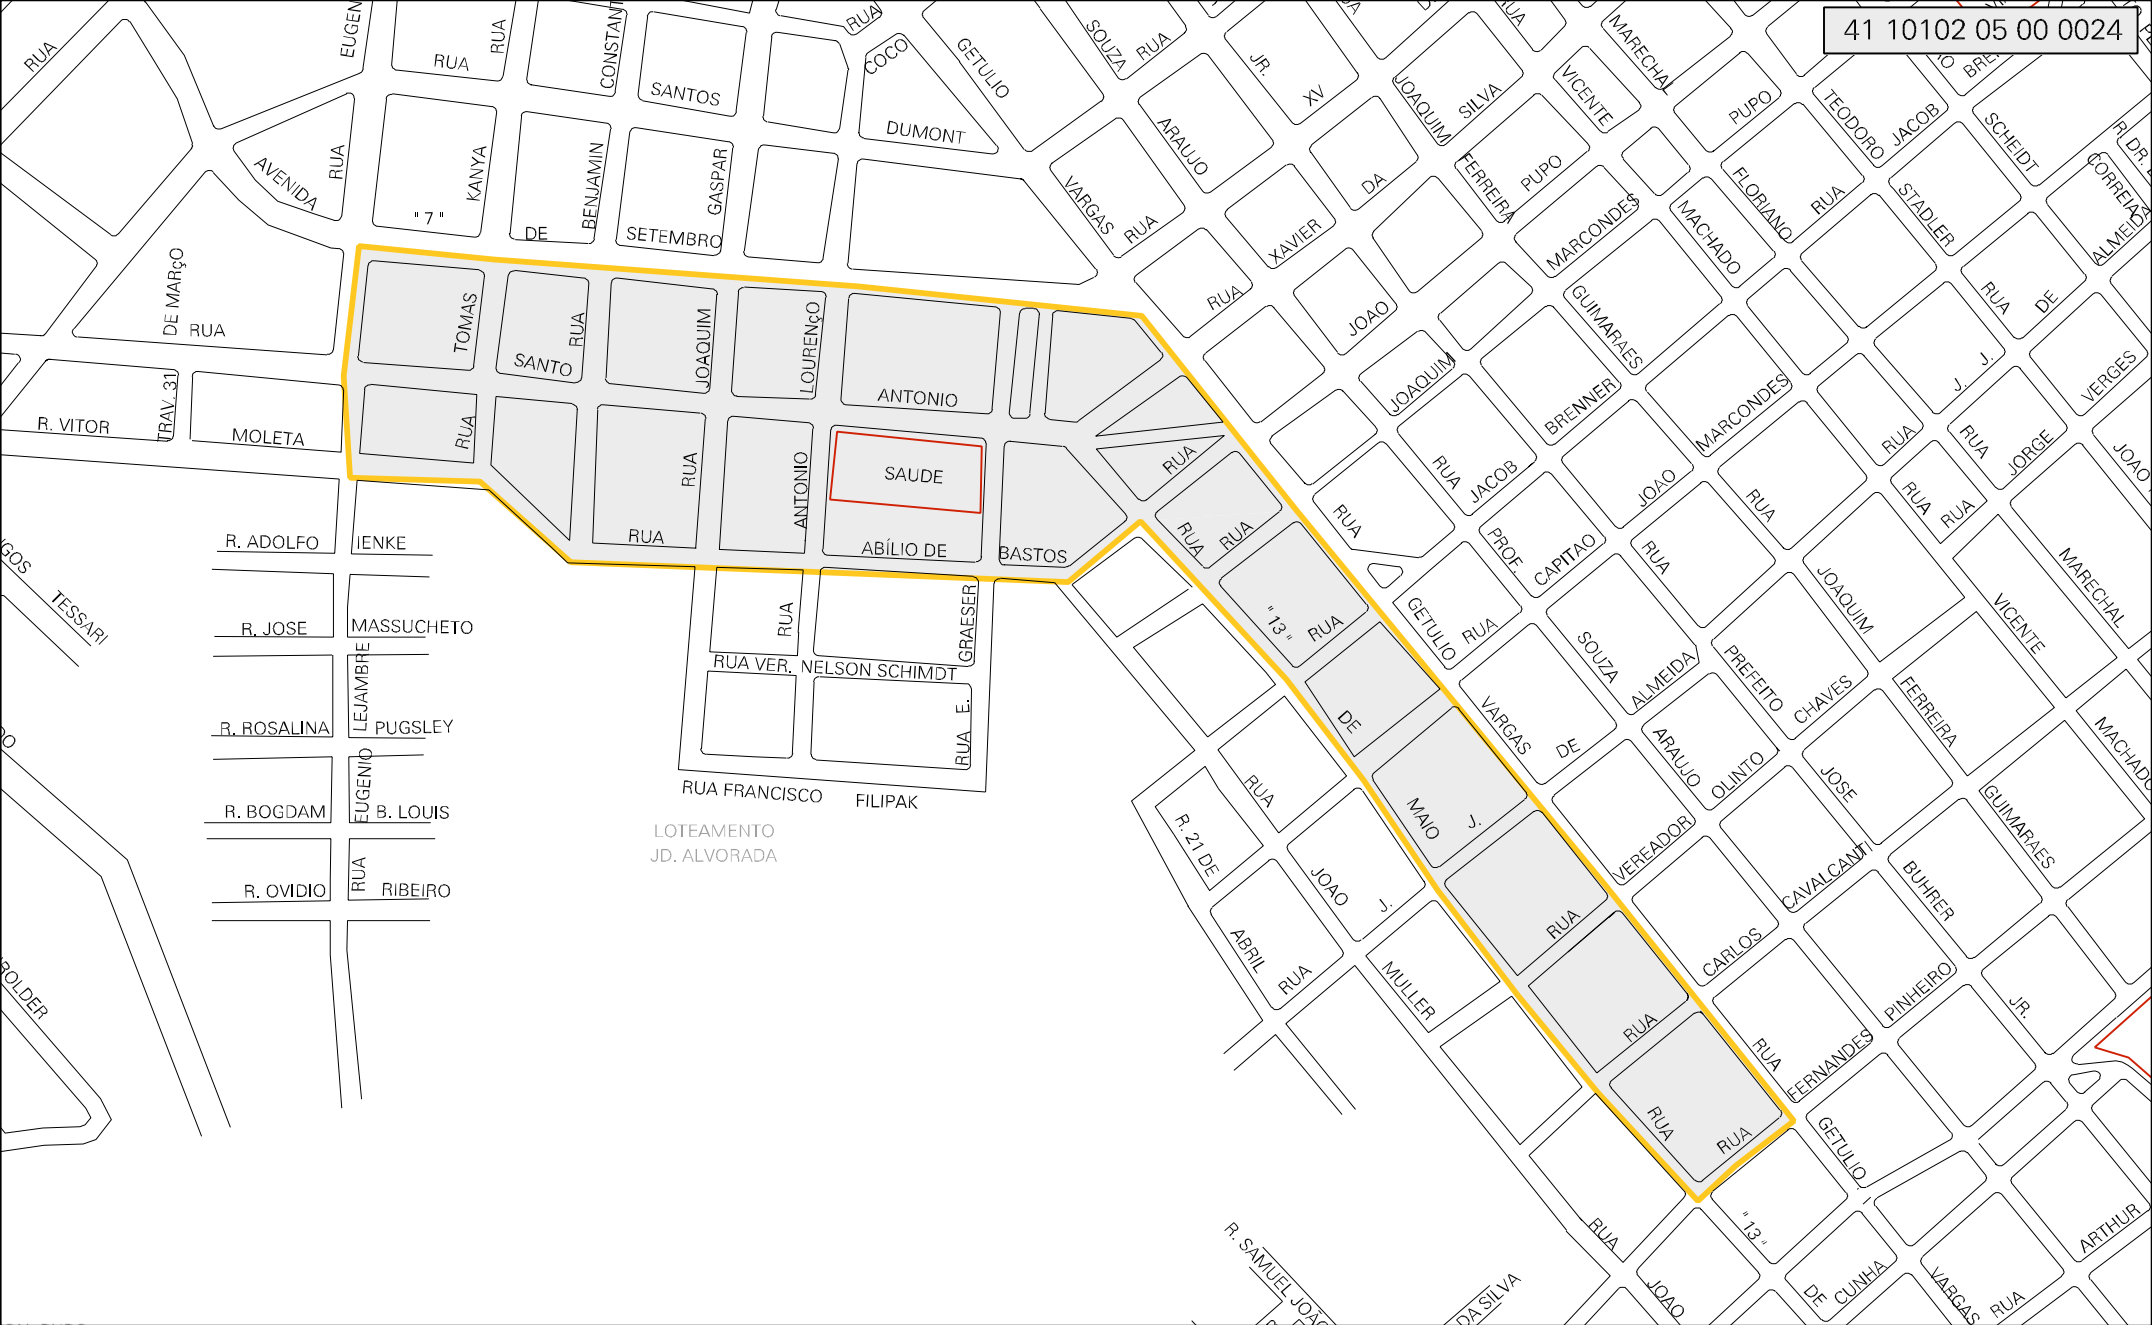 41 10102 05 00 0024
RUA
EUGEN
RUA
RUA
CONSTANT
SANTOS
RUA
COCO
DUMONT
GETULIO
SOUZA
RUA
JR.
XV
ARAUJO
JOAQUIM
SILVA
MARECHAL
VICENTE
PUPO
TEODORO
JACOB
SCHEIDT
R. DR.
CORREIA
ALMEIDA
AVENIDA
RUA
KANYA
" 7 "
DE
BENJAMIN
SETEMBRO
GASPAR
VARGAS
RUA
XAVIER
DA
FERREIRA
PUPO
MARCONDES
MACHADO
FLORIANO
RUA
STADLER
RUA
DE
DE MARÇO
RUA
TOMAS
SANTO
RUA
JOAQUIM
LOURENÇO
ANTONIO
RUA
JOAO
JOAQUIM
GUIMARAES
BRENNER
MARCONDES
J.
J.
VERGES
R. VITOR
TRAV. 31
MOLETA
RUA
RUA
ANTONIO
SAUDE
RUA
ABÍLIO DE
BASTOS
RUA
RUA
RUA
RUA
RUA
JACOB
JOAO
RUA
RUA
RUA
JORGE
JOAO
RUA
RUA
R. ADOLFO
IENKE
R. JOSE
MASSUCHETO
R. ROSALINA
PUGSLEY
R. BOGDAM
B. LOUIS
R. OVIDIO
RIBEIRO
RUA
EUGENIO
LEJAMBRE
TESSARI
RUA
GRAESER
RUA VER. NELSON SCHIMDT
RUA E.
RUA FRANCISCO
FILIPAK
LOTEAMENTO
JD. ALVORADA
" 13 "
RUA
DE
MAIO
J.
RUA
RUA
RUA
RUA
PROF.
CAPITAO
RUA
GETULIO
RUA
SOUZA
ALMEIDA
PREFEITO
CHAVES
JOAQUIM
VICENTE
MARECHAL
VARGAS
DE
ARAUJO
OLINTO
JOSE
FERREIRA
MACHADO
VEREADOR
CAVALCANTI
BUHRER
GUIMARAES
CARLOS
PINHEIRO
JR.
RUA
FERNANDES
GETULIO
RUA
JOAO
J.
MULLER
R. 21 DE
ABRIL
RUA
RUA
JOAO
" 13 "
DE
CUNHA
VARGAS
RUA
ARTHUR
R. SAMUEL JOÃO
DA SILVA